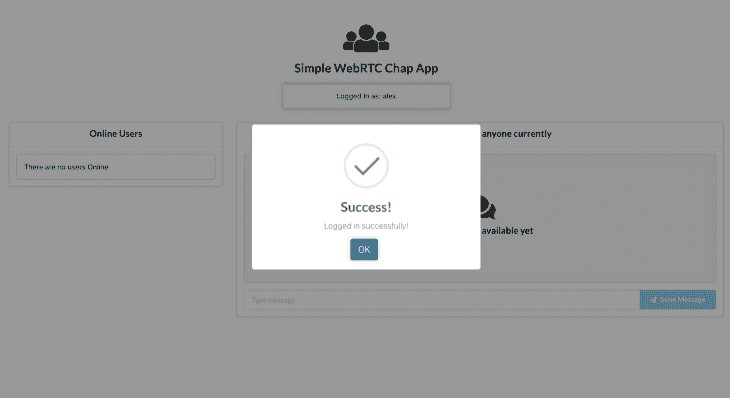 Simple WebRTC Chap App
Logged In as: alex
Online Users
anyone currently
There are no users Online
Success!
Logged in successfully!
available yet
OK
Type message
Send Message